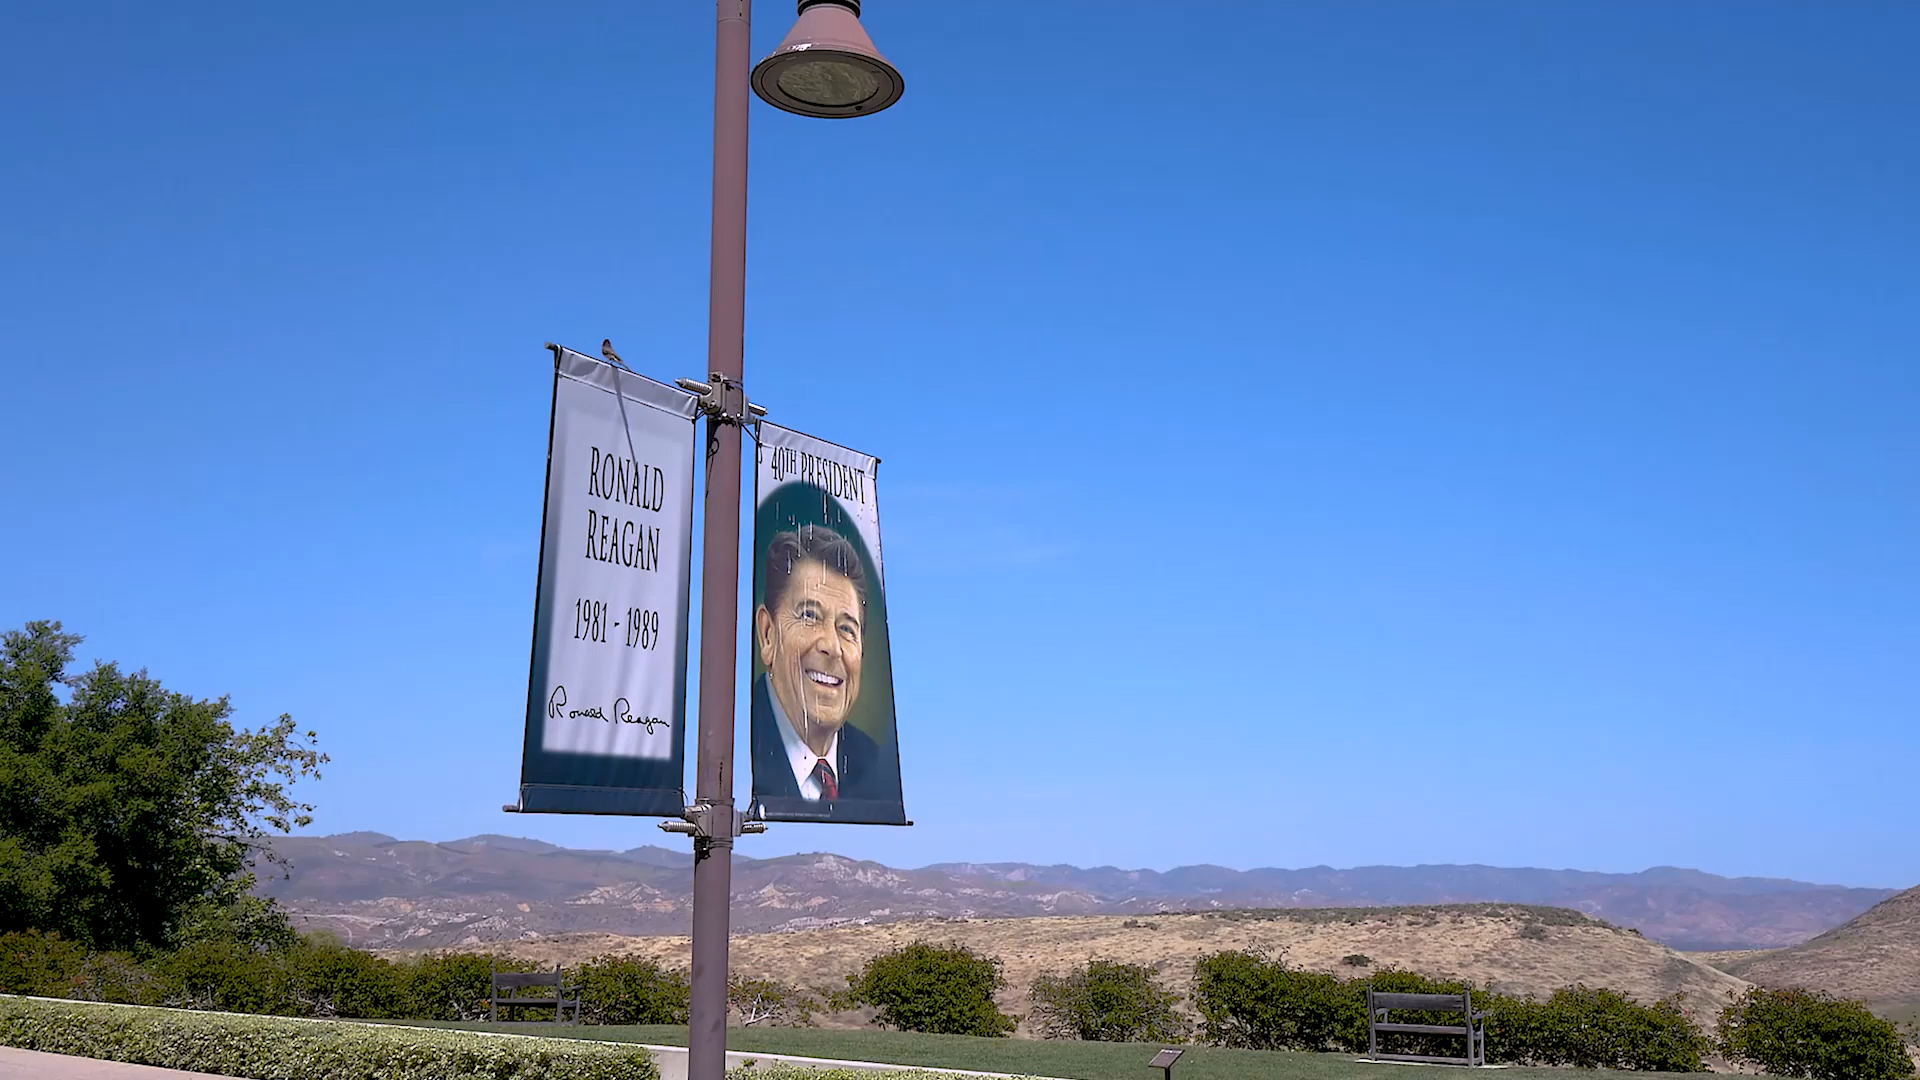 RONALD
REAGAN
1981 - 1989
Ronald Reagan
40TH PRESIDENT